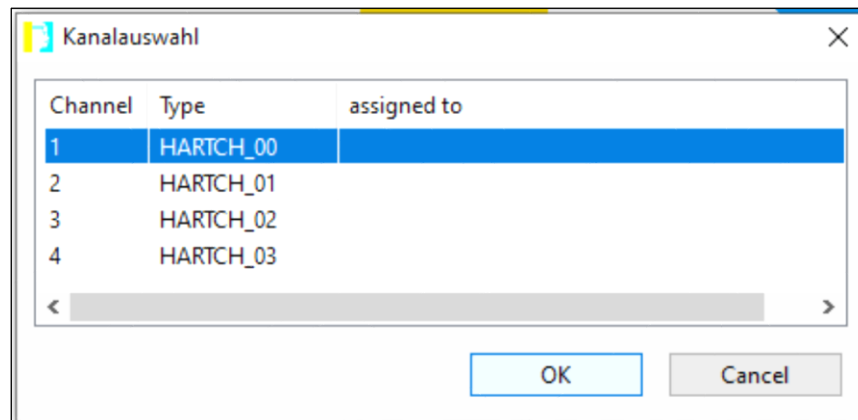 Kanalauswahl
Channel Type assigned to
1 HARTCH_00
2 HARTCH_01
3 HARTCH_02
4 HARTCH_03
OK Cancel